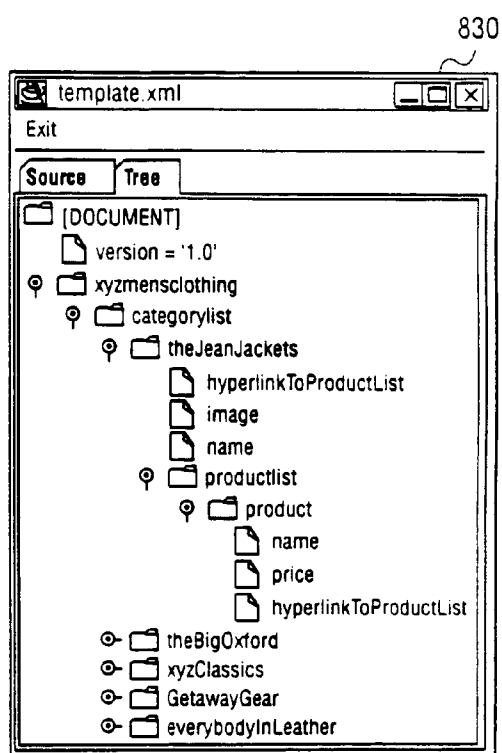 830
template.xml
Exit
Source Tree
[DOCUMENT]
version = '1.0'
xyzmensclothing
categorylist
theJeanJackets
hyperlinkToProductList
image
name
productlist
product
name
price
hyperlinkToProductList
theBigOxford
xyzClassics
GetawayGear
everybodyInLeather